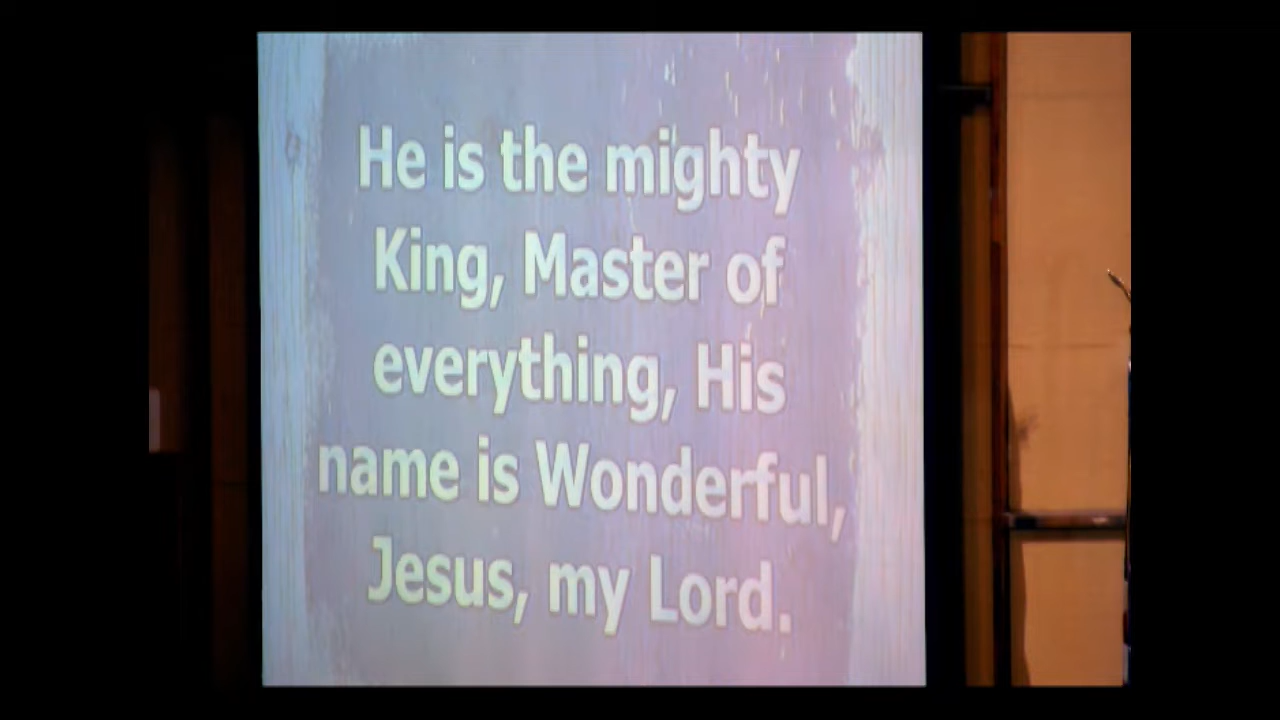 He is the mighty
King, Master of
everything, His
name is Wonderful,
Jesus, my Lord.